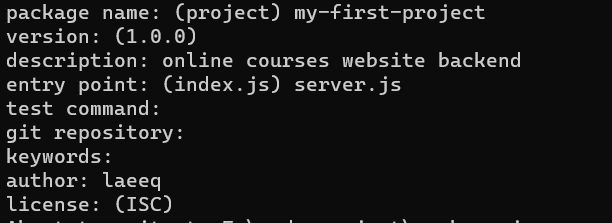 package name: (project) my-first-project
version: (1.0.0)
description: online courses website backend
entry point: (index.js) server.js
test command:
git repository:
keywords:
author: laeeq
license: (ISC)